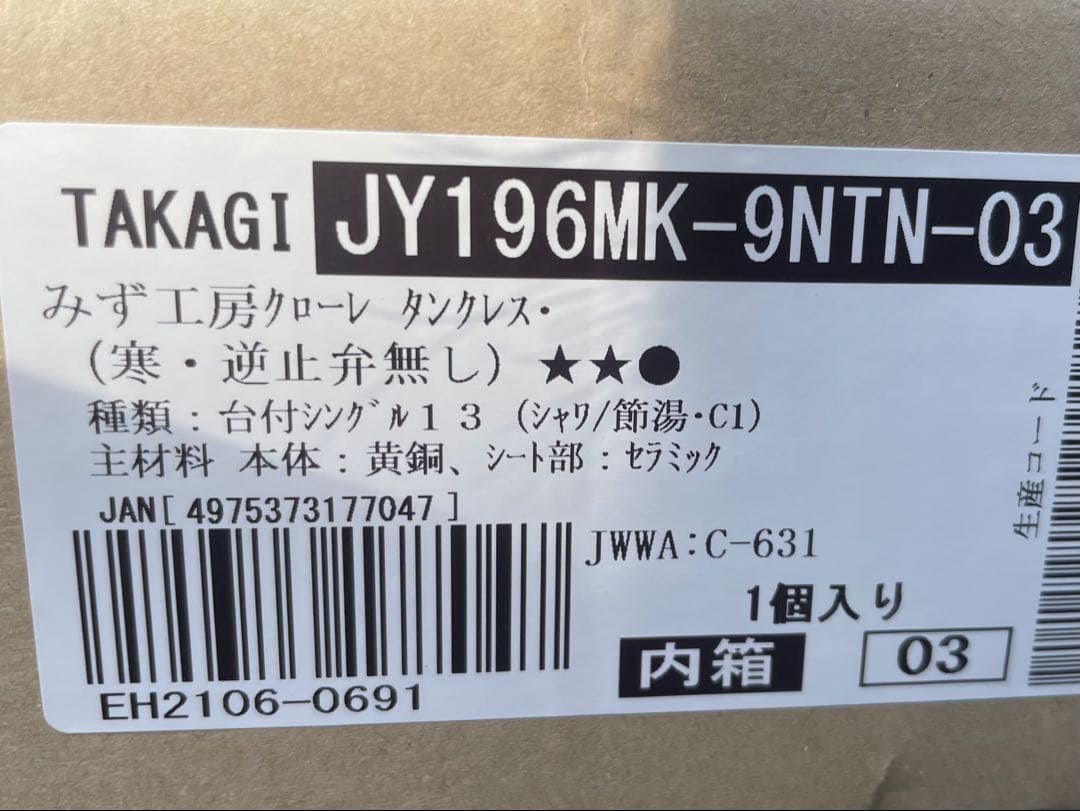 TAKAGI JY196MK-9NTN-03
みず工房ｸﾛｰﾚ ﾀﾝｸﾚｽ・
(寒・逆止弁無し) ★★●
種類：台付ｼﾝｸﾞﾙ１３ (ｼｬﾜ/節湯・C1)
主材料 本体：黄銅、ｼｰﾄ部：ｾﾗﾐｯｸ
JAN[ 4975373177047 ]
JWWA:C-631
1個入り
内箱 03
EH2106-0691
生産コード